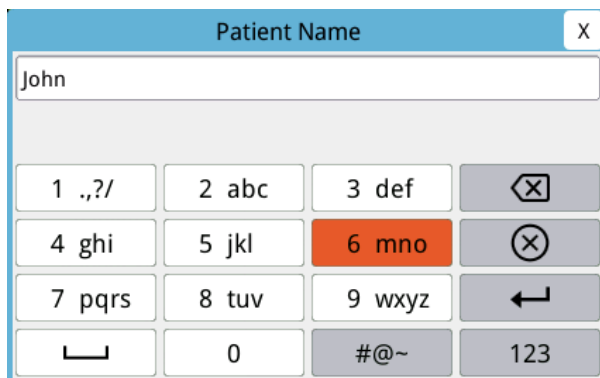 Patient Name X
John
1 .,?/ 2 abc 3 def
4 ghi 5 jkl 6 mno
7 pqrs 8 tuv 9 wxyz
0 #@~ 123